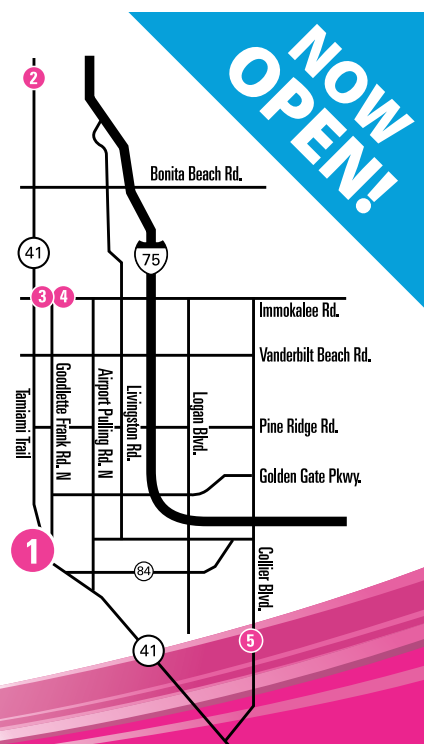 NOW
OPEN!
2
Bonita Beach Rd.
41
75
3
4
Immokalee Rd.
Vanderbilt Beach Rd.
Tamiami Trail
Goodlette Frank Rd. N
Airport Pulling Rd. N
Livingston Rd.
Logan Blvd.
Pine Ridge Rd.
Golden Gate Pkwy.
1
84
Collier Blvd.
5
41